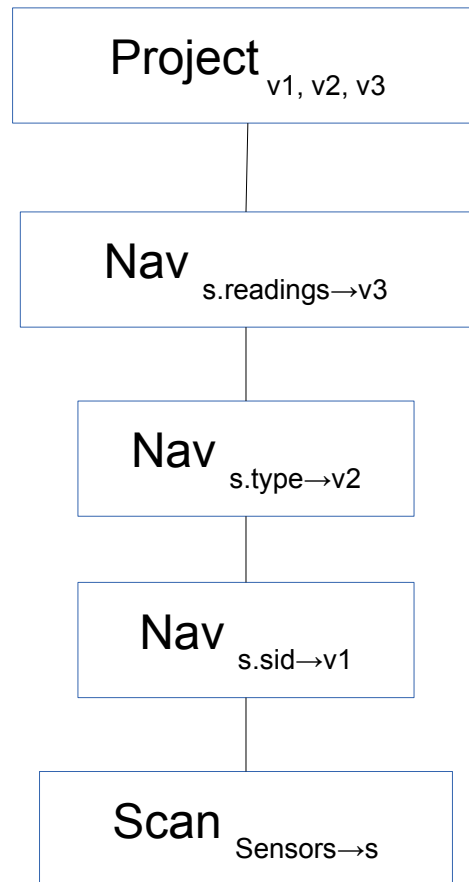 Project v1, v2, v3
Nav s.readings→v3
Nav s.type→v2
Nav s.sid→v1
Scan Sensors→s